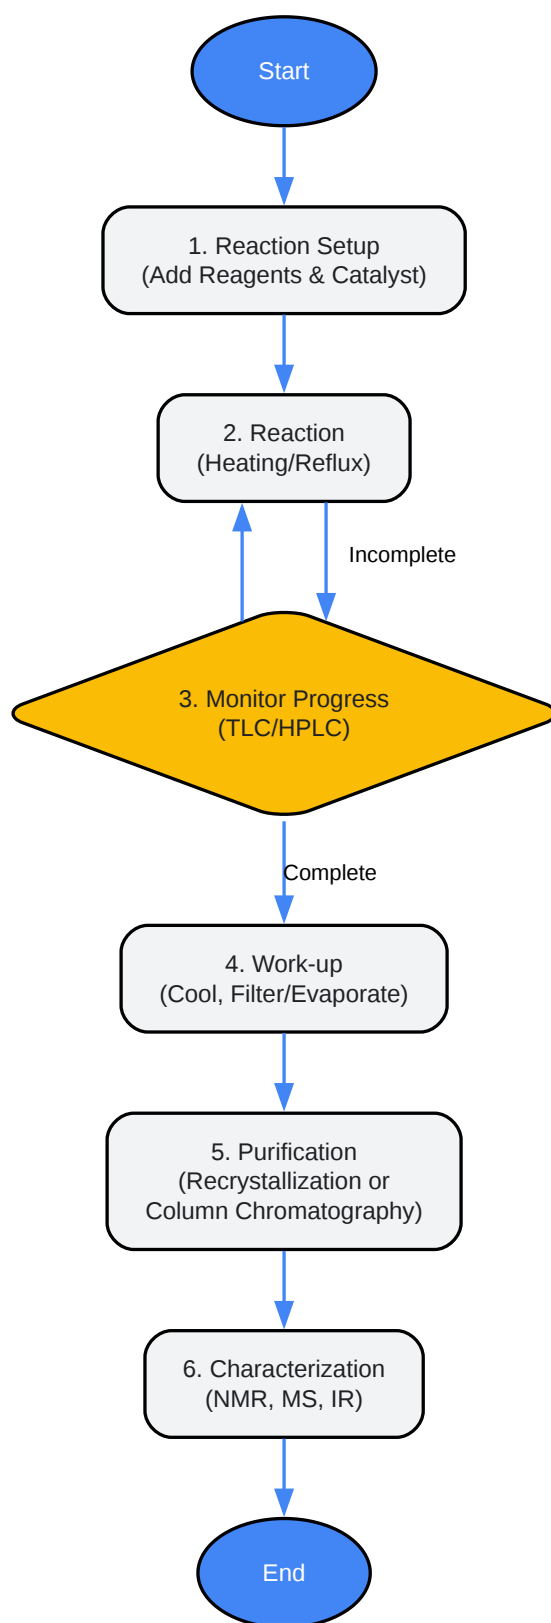 Start
1. Reaction Setup
(Add Reagents & Catalyst)
2. Reaction
(Heating/Reflux)
Incomplete
3. Monitor Progress
(TLC/HPLC)
Complete
4. Work-up
(Cool, Filter/Evaporate)
5. Purification
(Recrystallization or
Column Chromatography)
6. Characterization
(NMR, MS, IR)
End